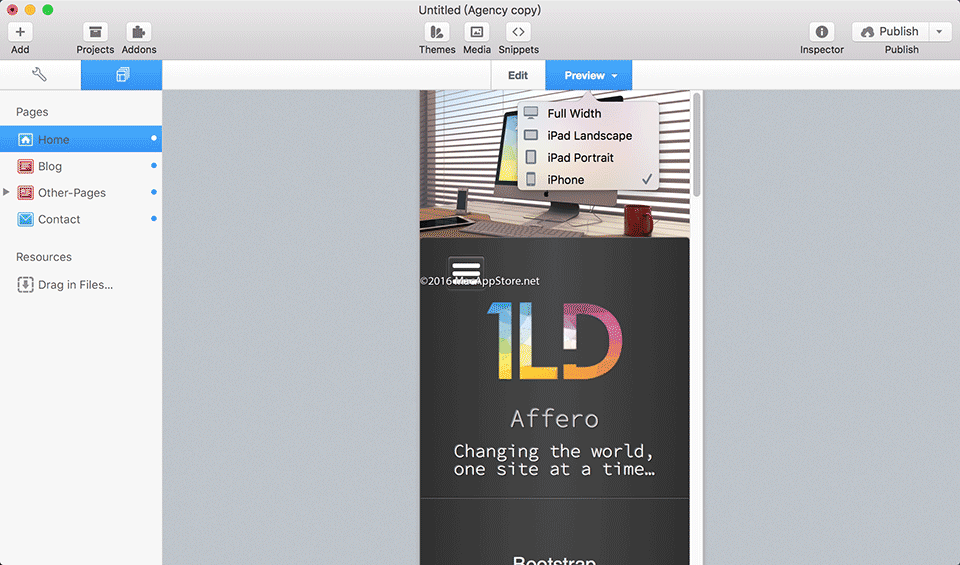 Untitled (Agency copy)
Add
Projects
Addons
Themes
Media
Snippets
Inspector
Publish
Publish
Edit
Preview
Pages
Home
Blog
Other-Pages
Contact
Resources
Drag in Files...
Full Width
iPad Landscape
iPad Portrait
iPhone
©2016 MacAppStore.net
1LD
Affero
Changing the world,
one site at a time…
Bootstrap